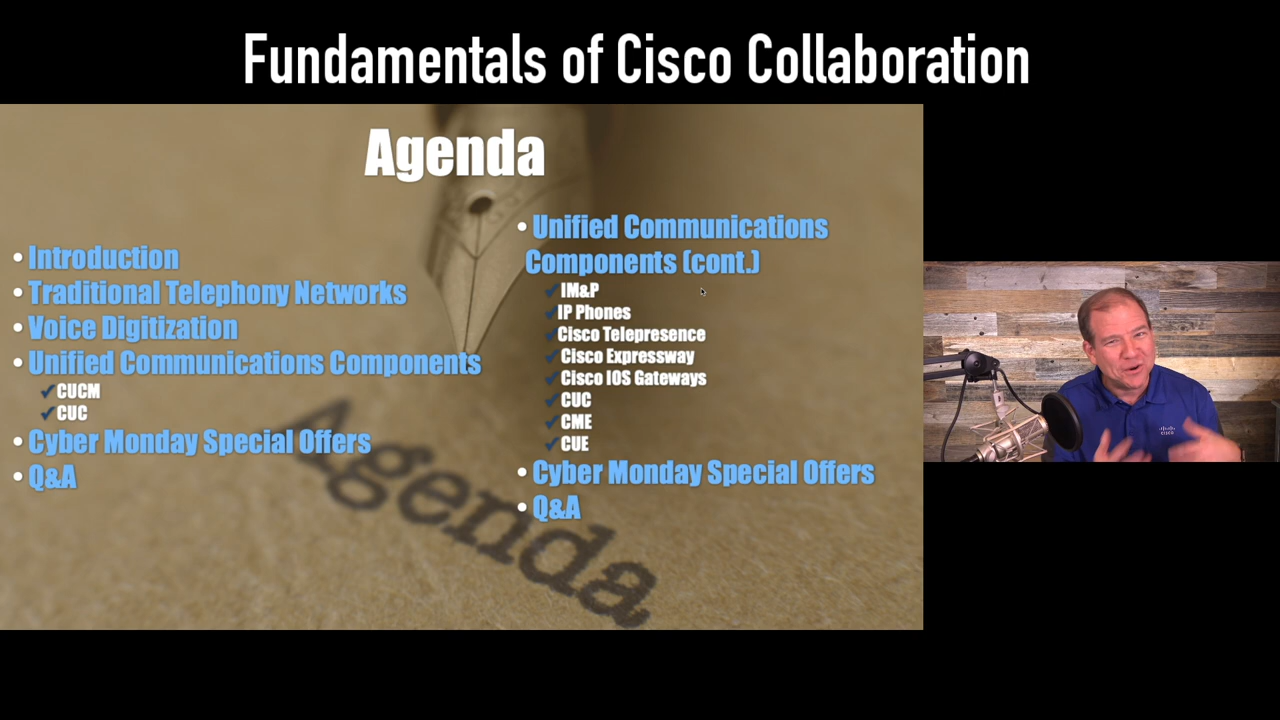 Fundamentals of Cisco Collaboration
Agenda
• Introduction
• Traditional Telephony Networks
• Voice Digitization
• Unified Communications Components
✓CUCM
✓CUC
• Cyber Monday Special Offers
• Q&A
• Unified Communications
Components (cont.)
✓IM&P
✓IP Phones
✓Cisco Telepresence
✓Cisco Expressway
✓Cisco IOS Gateways
✓CUC
✓CME
✓CUE
• Cyber Monday Special Offers
• Q&A
Agenda
cisco